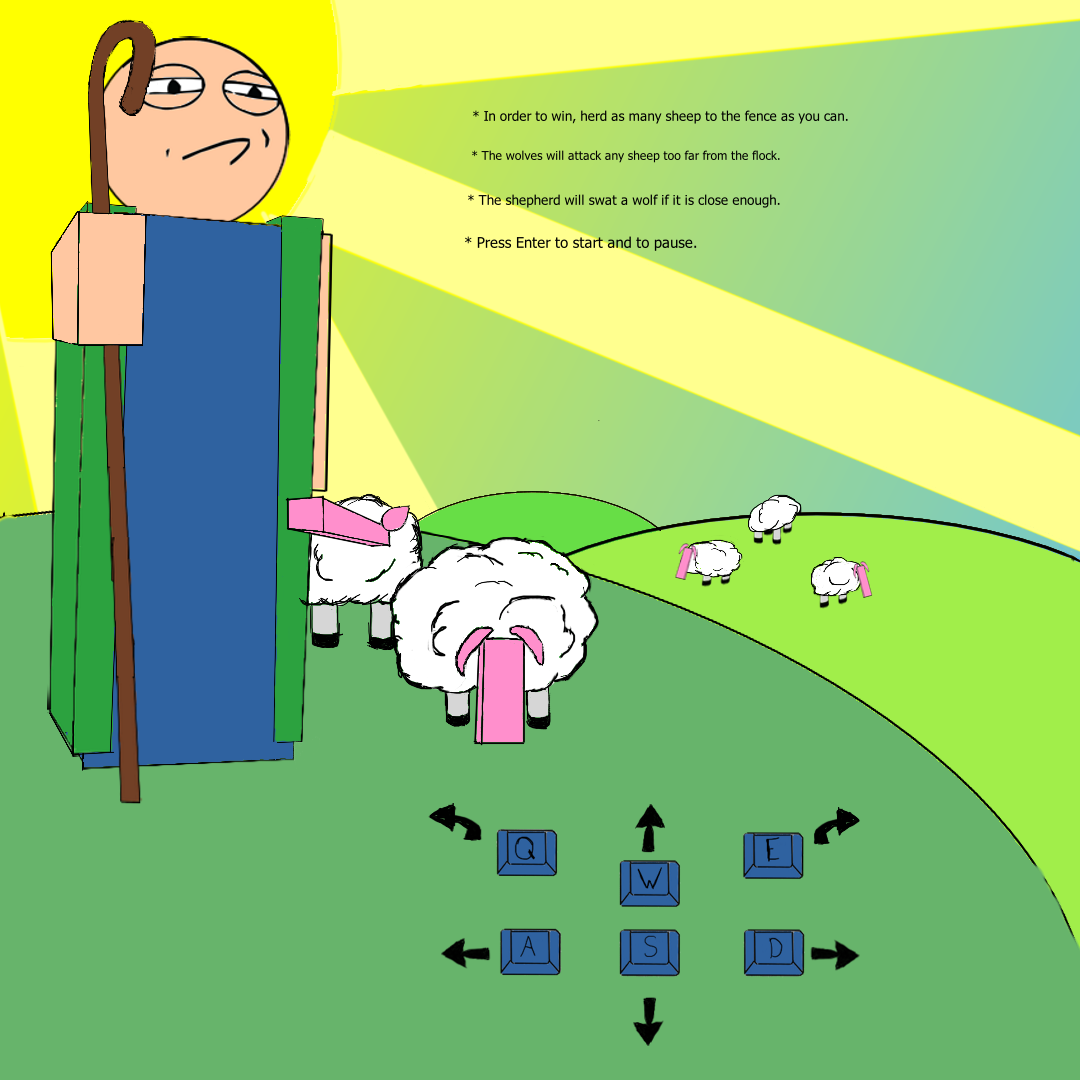 * In order to win, herd as many sheep to the fence as you can.
* The wolves will attack any sheep too far from the flock.
* The shepherd will swat a wolf if it is close enough.
* Press Enter to start and to pause.
Q W E
A S D